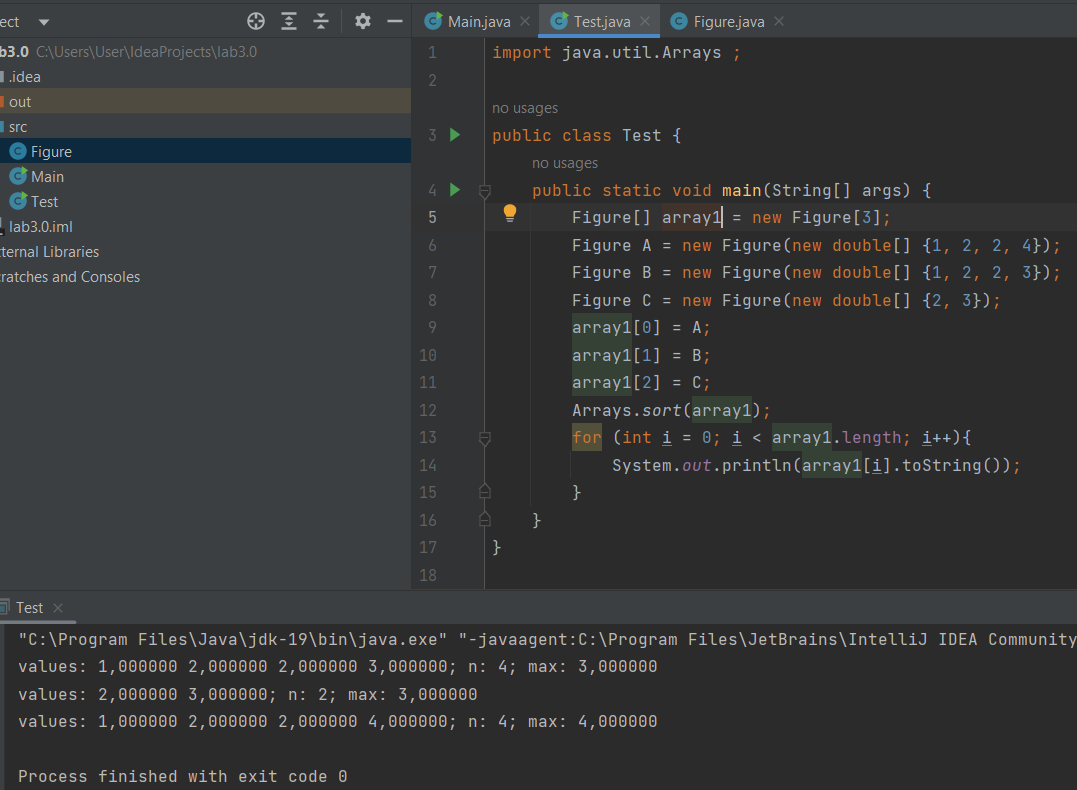 ect
Main.java
Test.java
Figure.java
b3.0 C:\Users\User\IdeaProjects\lab3.0
.idea
out
src
Figure
Main
Test
lab3.0.iml
ternal Libraries
ratches and Consoles
1 import java.util.Arrays ;
2
no usages
3 public class Test {
no usages
4 public static void main(String[] args) {
5 Figure[] array1 = new Figure[3];
6 Figure A = new Figure(new double[] {1, 2, 2, 4});
7 Figure B = new Figure(new double[] {1, 2, 2, 3});
8 Figure C = new Figure(new double[] {2, 3});
9 array1[0] = A;
10 array1[1] = B;
11 array1[2] = C;
12 Arrays.sort(array1);
13 for (int i = 0; i < array1.length; i++){
14 System.out.println(array1[i].toString());
15 }
16 }
17 }
18
Test
"C:\Program Files\Java\jdk-19\bin\java.exe" "-javaagent:C:\Program Files\JetBrains\IntelliJ IDEA Community
values: 1,000000 2,000000 2,000000 3,000000; n: 4; max: 3,000000
values: 2,000000 3,000000; n: 2; max: 3,000000
values: 1,000000 2,000000 2,000000 4,000000; n: 4; max: 4,000000
Process finished with exit code 0